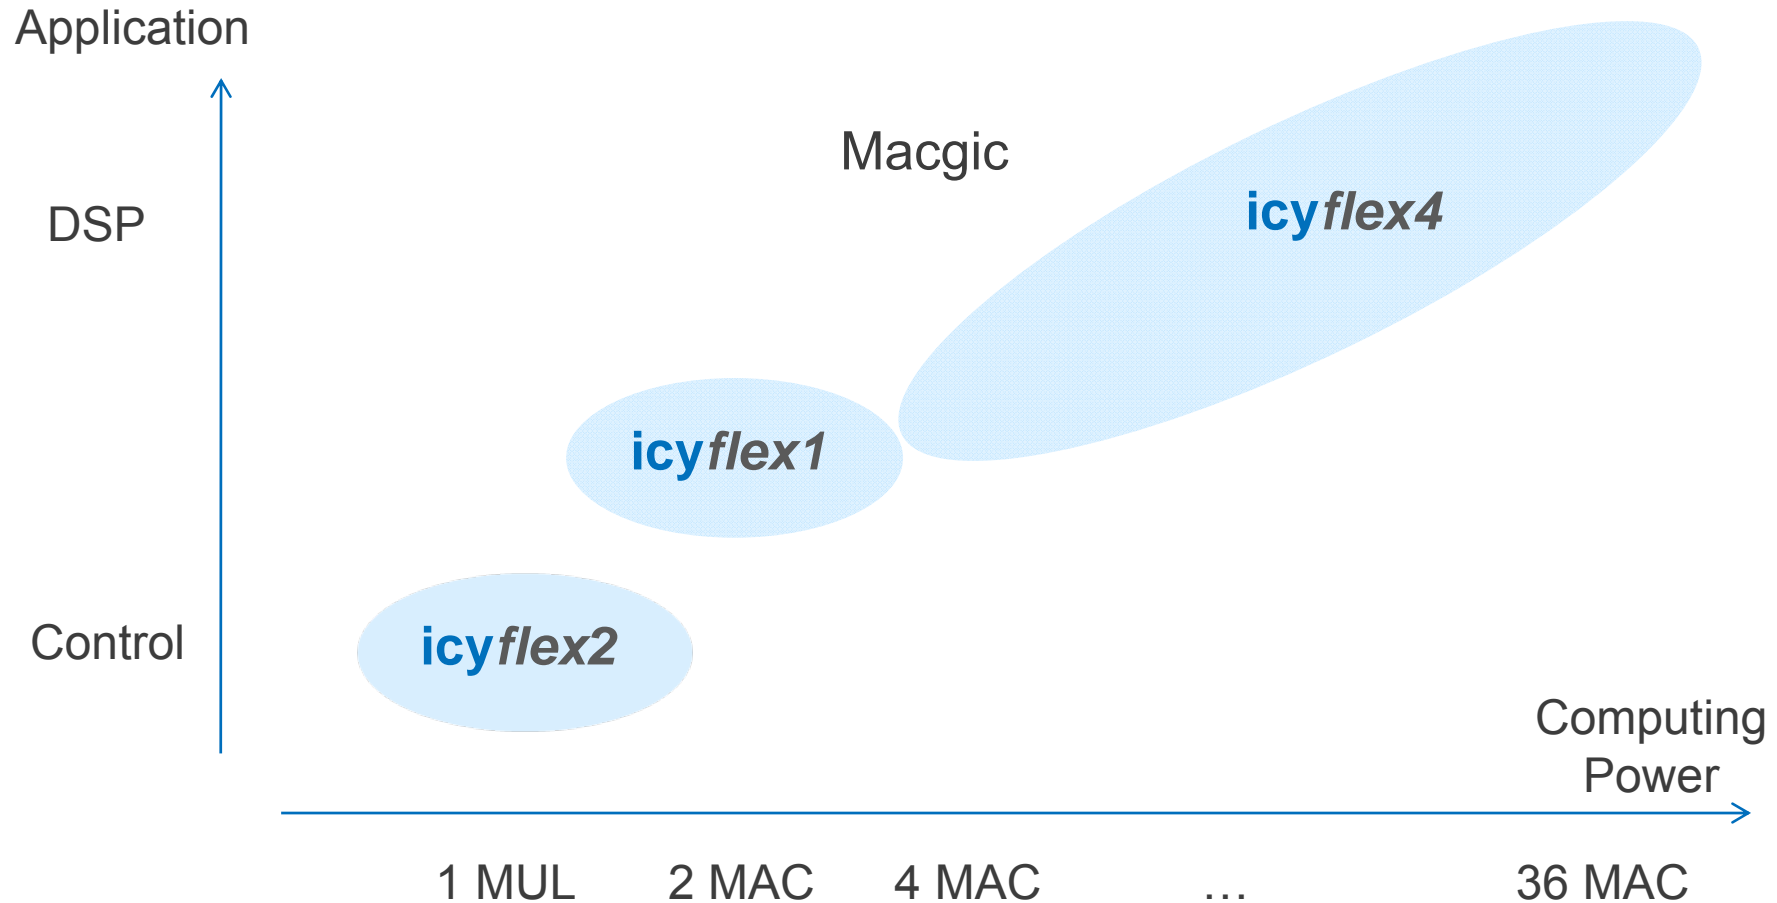 Application
Macgic
DSP
icyflex4
icyflex1
Control
icyflex2
Computing
Power
1 MUL
2 MAC
4 MAC
...
36 MAC